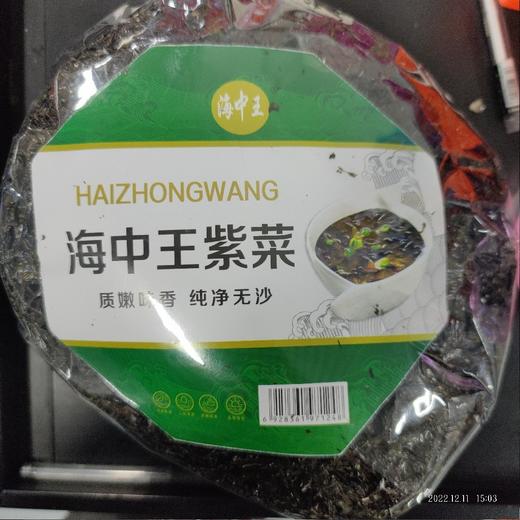 海中王
HAIZHONGWANG
海中王紫菜
质嫩味香 纯净无沙
6928361971248
2022.12.11 15:03